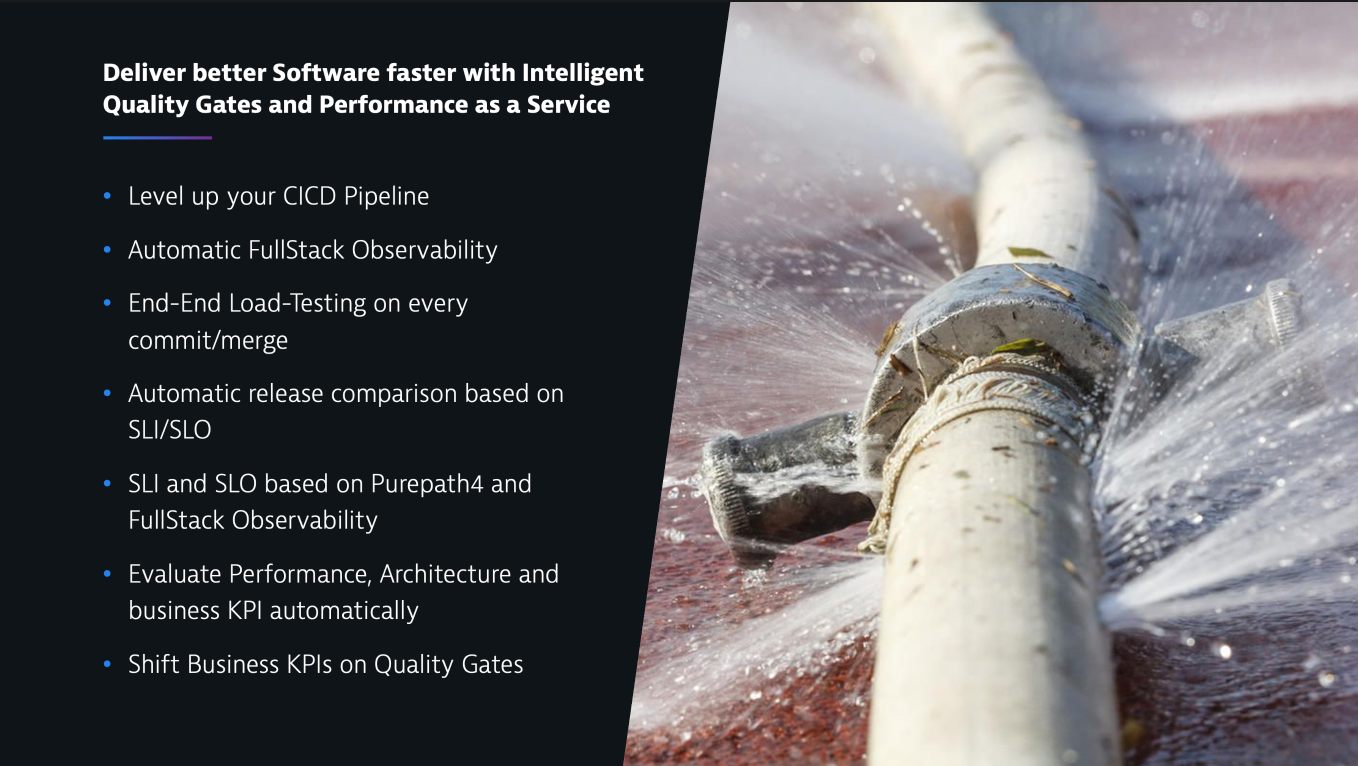 Deliver better Software faster with Intelligent
Quality Gates and Performance as a Service
• Level up your CICD Pipeline
• Automatic FullStack Observability
• End-End Load-Testing on every
commit/merge
• Automatic release comparison based on
SLI/SLO
• SLI and SLO based on Purepath4 and
FullStack Observability
• Evaluate Performance, Architecture and
business KPI automatically
• Shift Business KPIs on Quality Gates